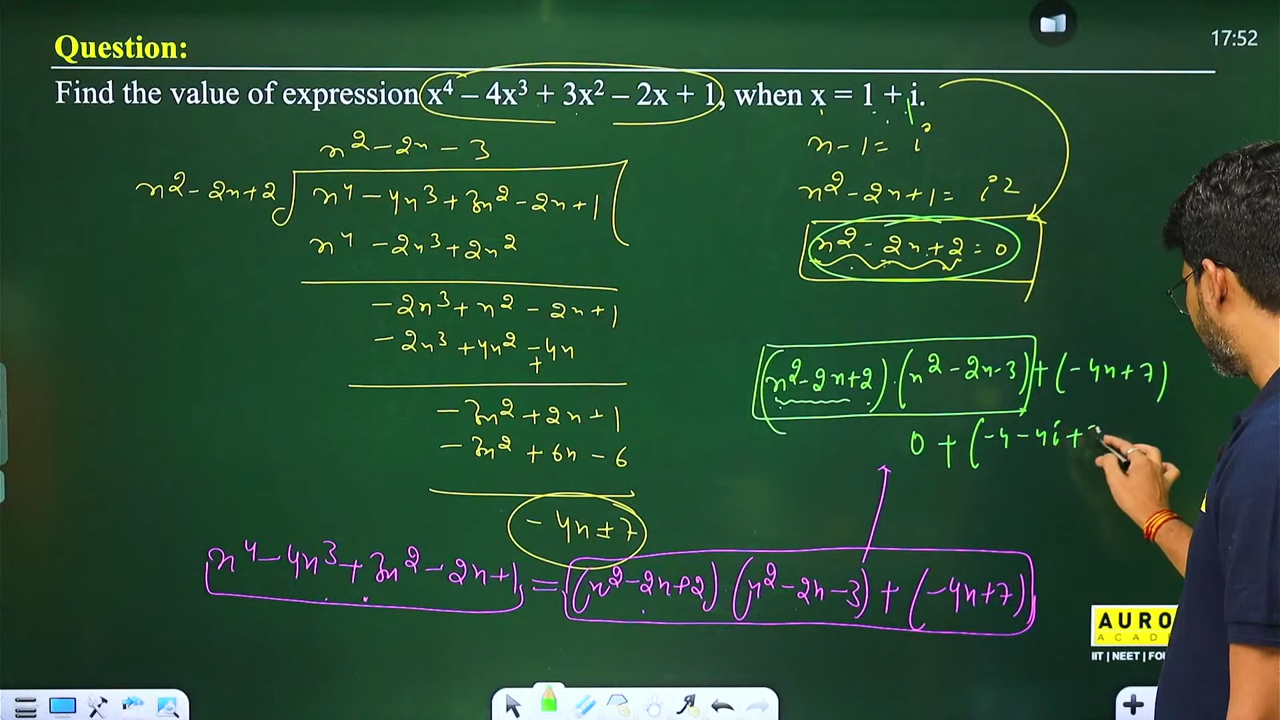 17:52
Question:
Find the value of expression x⁴ – 4x³ + 3x² – 2x + 1, when x = 1 + i.
x² - 2x - 3
x² - 2x + 2
x⁴ - 4x³ + 3x² - 2x + 1
x⁴ - 2x³ + 2x²
- 2x³ + x² - 2x + 1
- 2x³ + 4x² - 4x
+
- 3x² + 2x + 1
- 3x² + 6x - 6
- 4x + 7
x - 1 = i
x² - 2x + 1 = i²
x² - 2x + 2 = 0
(x² - 2x + 2) · (x² - 2x - 3) + (-4x + 7)
0 + (-4 - 4i +
x⁴ - 4x³ + 3x² - 2x + 1 = (x² - 2x + 2) · (x² - 2x - 3) + (-4x + 7)
AURO
ACAD
IIT | NEET | FO